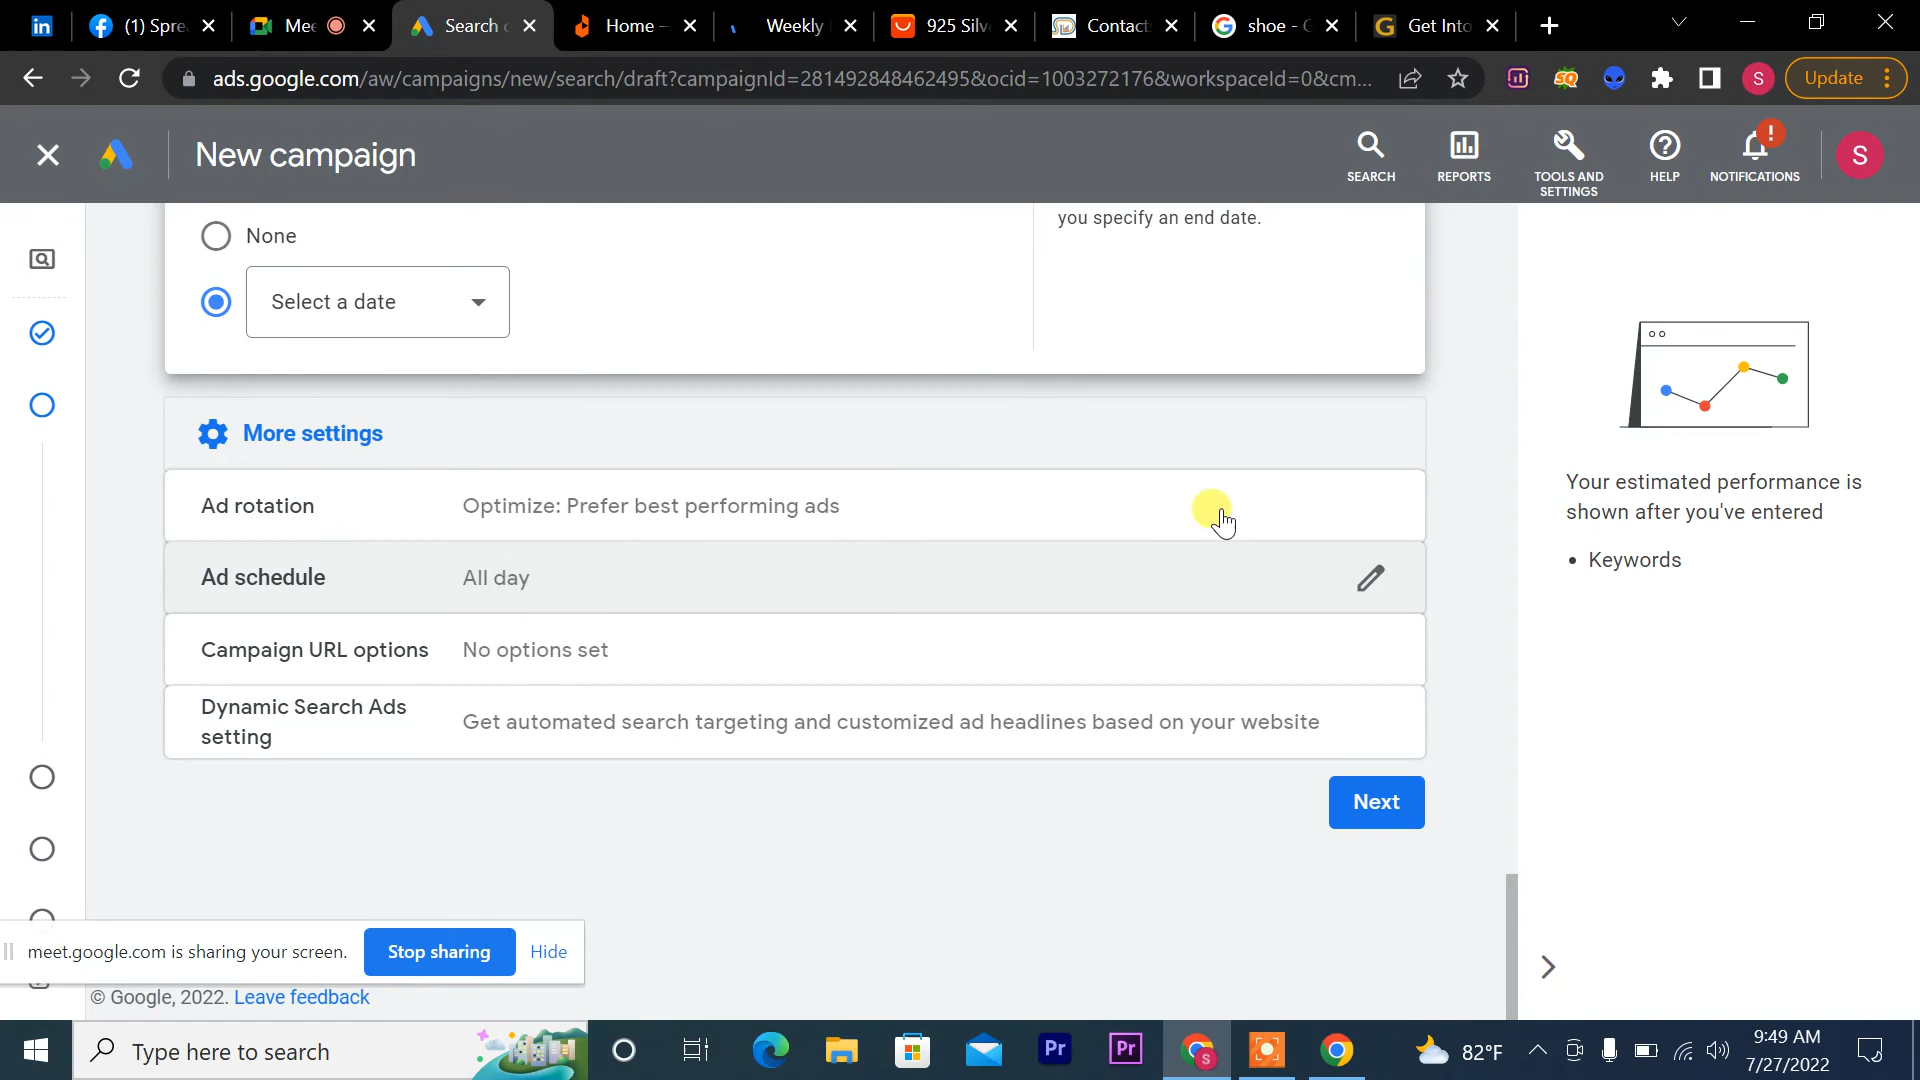 (1) Spre
Mee
Search c
Home –
Weekly
925 Silv
Contact
shoe - G
Get Into
ads.google.com/aw/campaigns/new/search/draft?campaignId=281492848462495&ocid=1003272176&workspaceId=0&cm...
S
Update
New campaign
SEARCH
REPORTS
TOOLS AND SETTINGS
HELP
NOTIFICATIONS
S
you specify an end date.
None
Select a date
More settings
Ad rotation
Optimize: Prefer best performing ads
Ad schedule
All day
Campaign URL options
No options set
Dynamic Search Ads setting
Get automated search targeting and customized ad headlines based on your website
Next
Your estimated performance is
shown after you've entered
• Keywords
meet.google.com is sharing your screen.
Stop sharing
Hide
© Google, 2022. Leave feedback
Type here to search
Pr
Pr
S
82°F
9:49 AM
7/27/2022